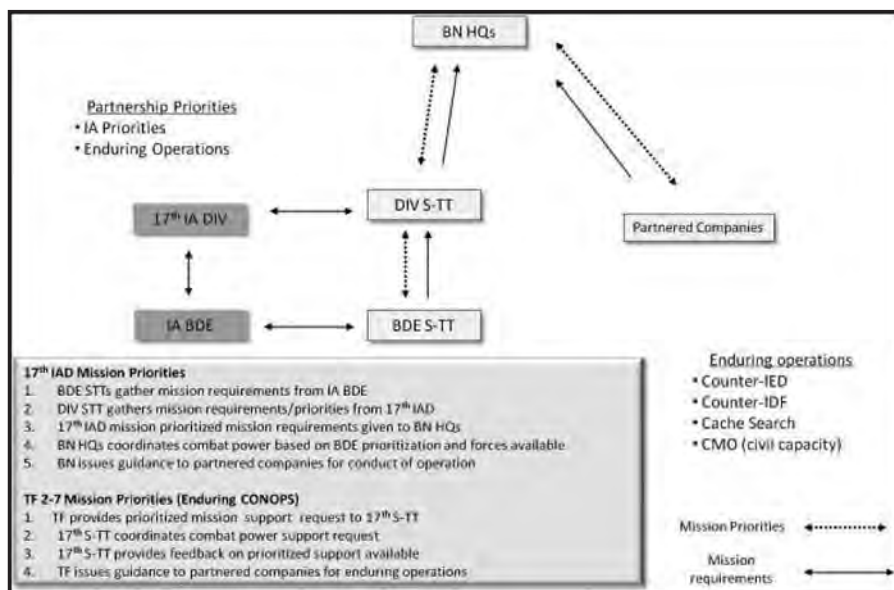 BN HQs
Partnership Priorities
• IA Priorities
• Enduring Operations
17th IA DIV
DIV S-TT
Partnered Companies
IA BDE
BDE S-TT
17th IAD Mission Priorities
1. BDE STTs gather mission requirements from IA BDE
2. DIV STT gathers mission requirements/priorities from 17th IAD
3. 17th IAD mission prioritized mission requirements given to BN HQs
4. BN HQs coordinates combat power based on BDE prioritization and forces available
5. BN issues guidance to partnered companies for conduct of operation
TF 2-7 Mission Priorities (Enduring CONOPS)
1. TF provides prioritized mission support request to 17th S-TT
2. 17th S-TT coordinates combat power support request
3. 17th S-TT provides feedback on prioritized support available
4. TF issues guidance to partnered companies for enduring operations
Enduring operations
• Counter-IED
• Counter-IDF
• Cache Search
• CMO (civil capacity)
Mission Priorities
Mission
requirements